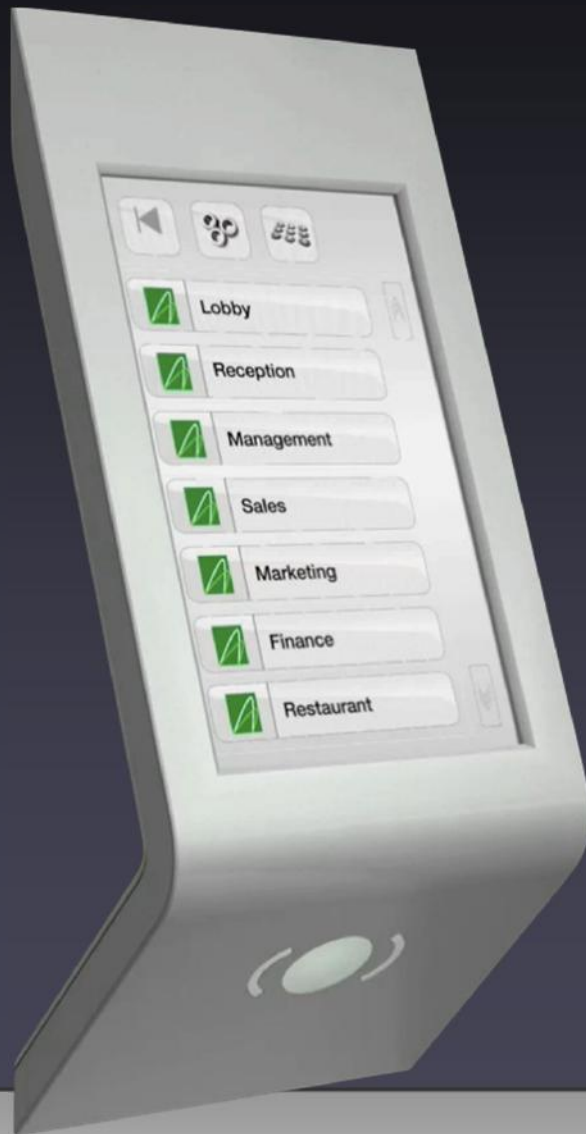 Lobby
Reception
Management
Sales
Marketing
Finance
Restaurant